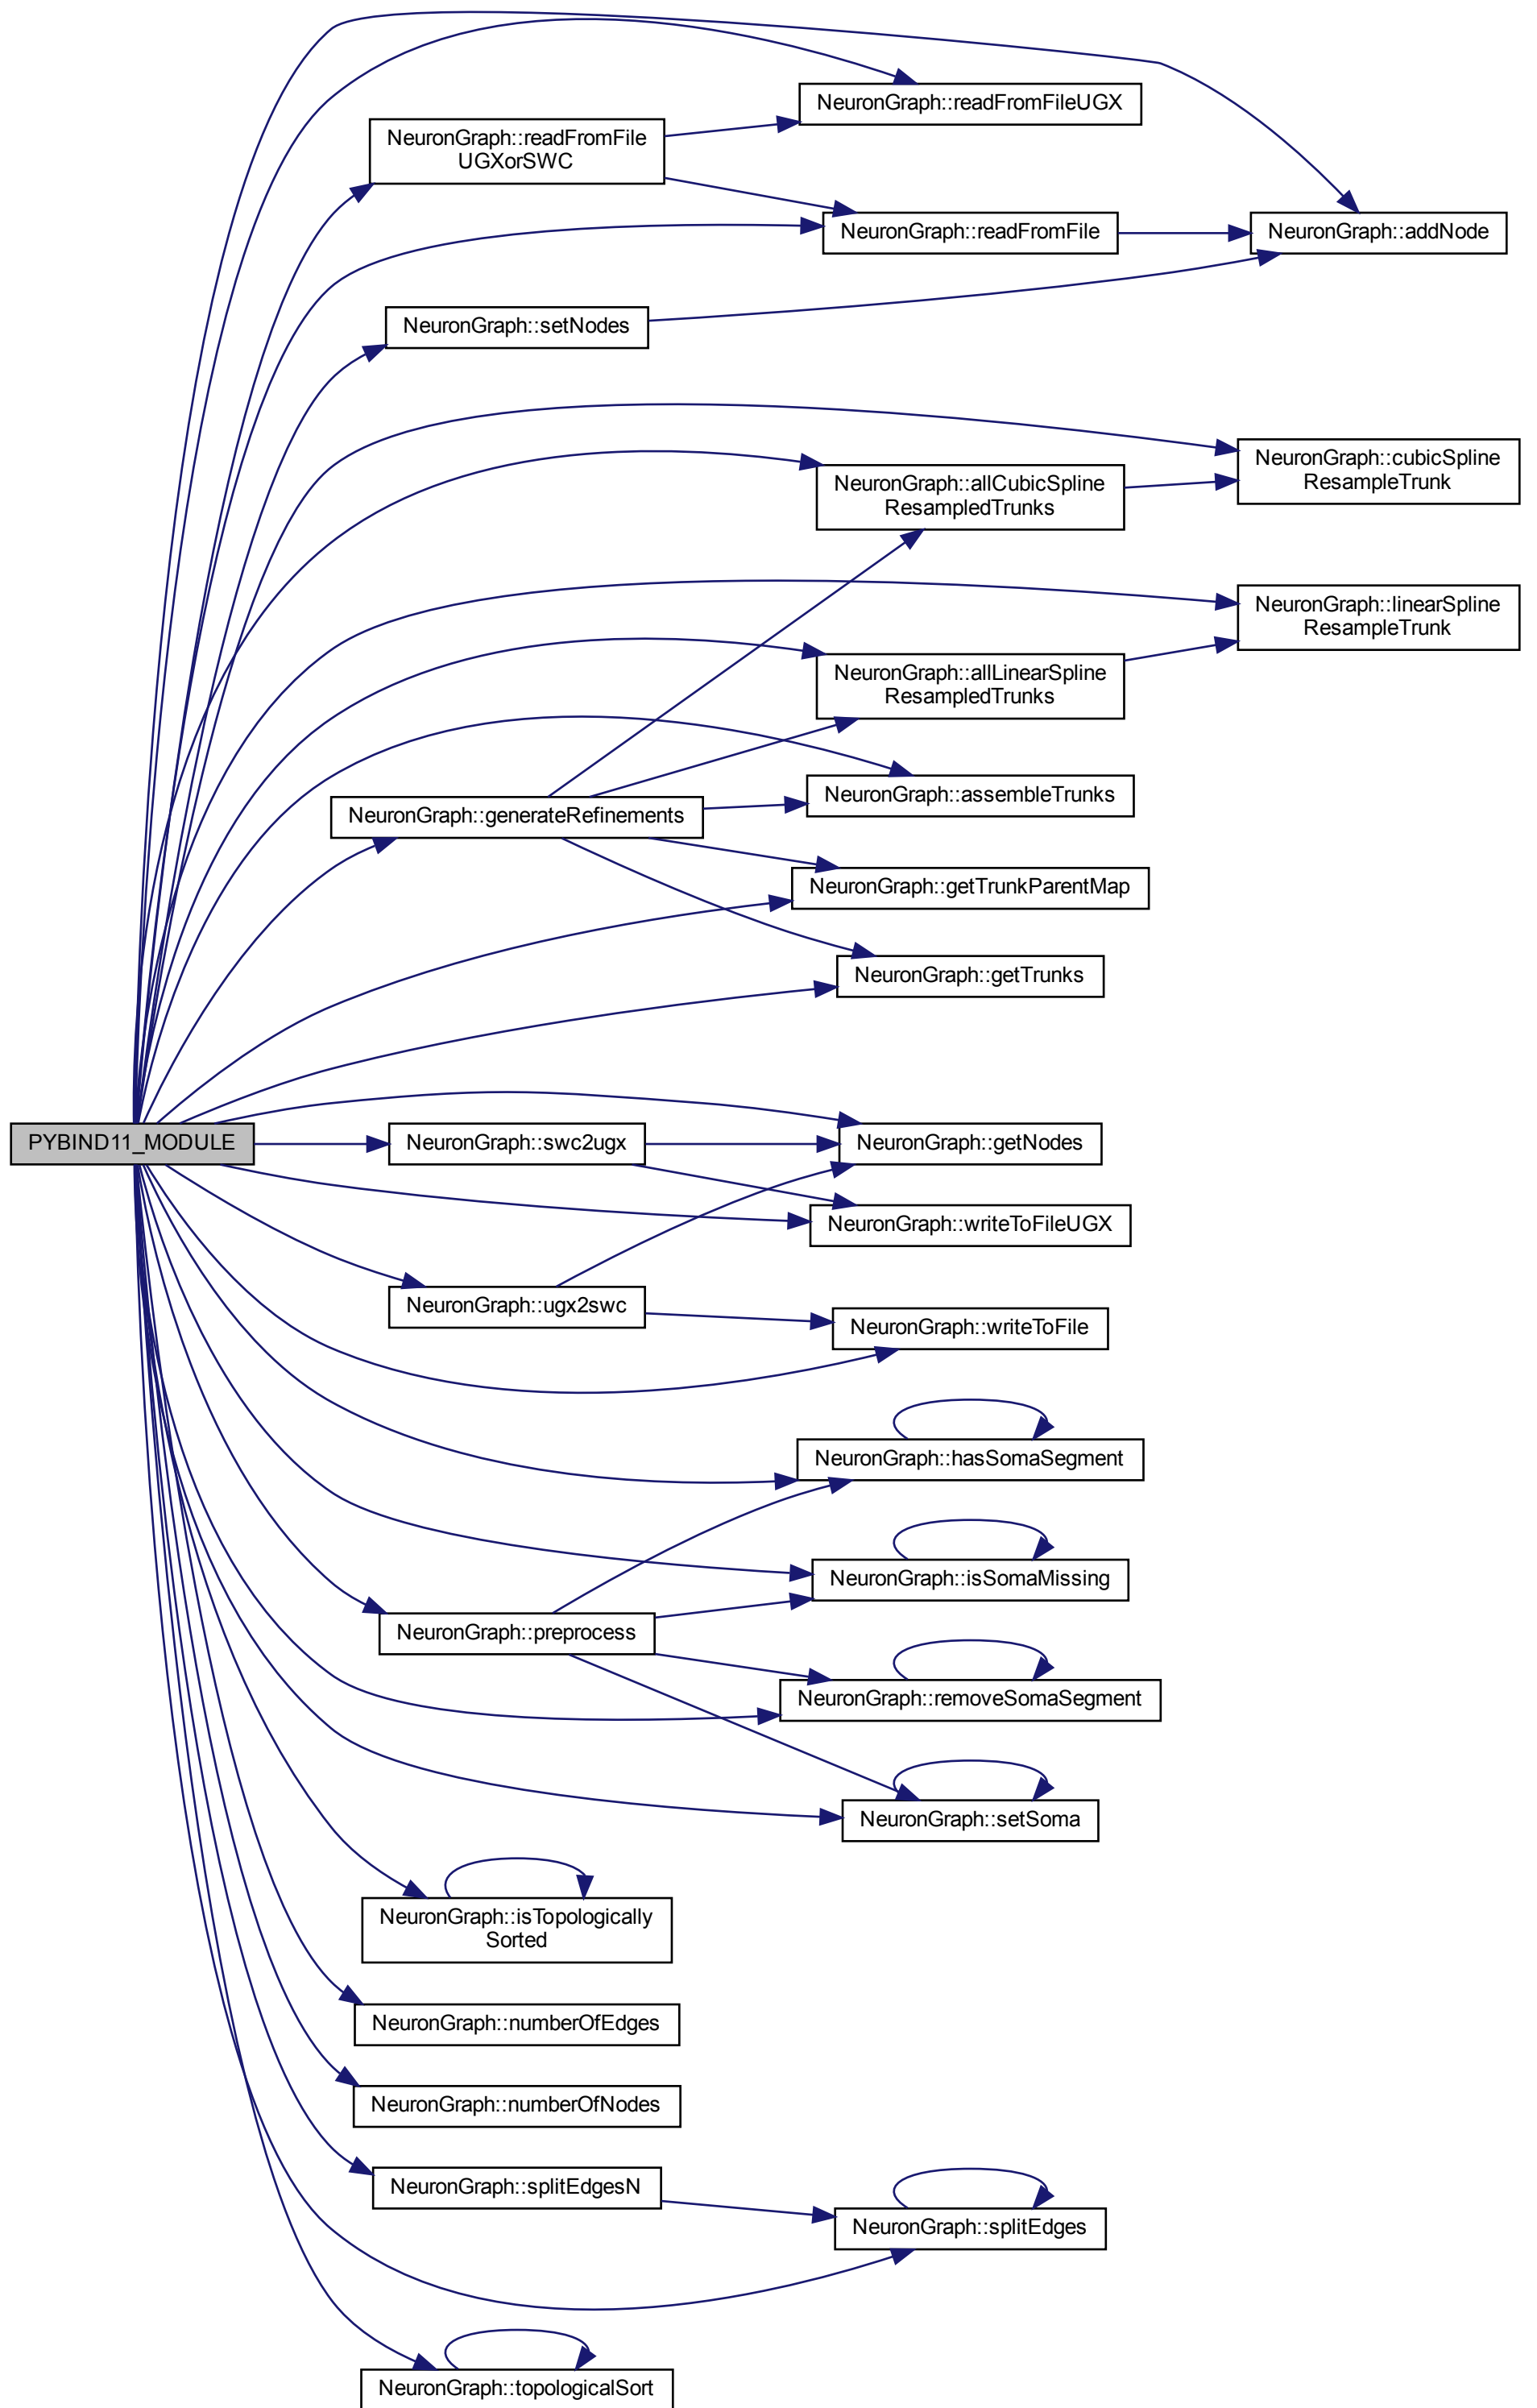 NeuronGraph::readFromFileUGX
NeuronGraph::readFromFile
UGXorSWC
NeuronGraph::readFromFile
NeuronGraph::addNode
NeuronGraph::setNodes
NeuronGraph::cubicSpline
ResampleTrunk
NeuronGraph::allCubicSpline
ResampledTrunks
NeuronGraph::linearSpline
ResampleTrunk
NeuronGraph::allLinearSpline
ResampledTrunks
NeuronGraph::assembleTrunks
NeuronGraph::generateRefinements
NeuronGraph::getTrunkParentMap
NeuronGraph::getTrunks
PYBIND11_MODULE
NeuronGraph::swc2ugx
NeuronGraph::getNodes
NeuronGraph::writeToFileUGX
NeuronGraph::ugx2swc
NeuronGraph::writeToFile
NeuronGraph::hasSomaSegment
NeuronGraph::isSomaMissing
NeuronGraph::preprocess
NeuronGraph::removeSomaSegment
NeuronGraph::setSoma
NeuronGraph::isTopologically
Sorted
NeuronGraph::numberOfEdges
NeuronGraph::numberOfNodes
NeuronGraph::splitEdgesN
NeuronGraph::splitEdges
NeuronGraph::topologicalSort